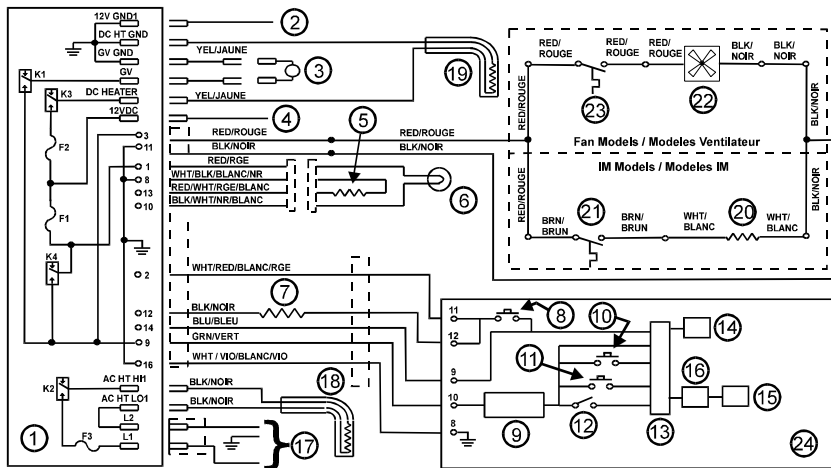 12V GND1
DC HT GND
GV GND
K1
GV
K3
DC HEATER
12VDC
F2
3
11
1
8
13
10
F1
K4
2
12
14
9
16
AC HT HI1
K2
AC HT LO1
L2
F3
L1
1
2
YEL/JAUNE
3
19
YEL/JAUNE
4
RED/ROUGE
5
RED/ROUGE
BLK/NOIR
BLK/NOIR
RED/RGE
WHT/BLK/BLANC/NR
RED/WHT/RGE/BLANC
BLK/WHT/NR/BLANC
6
WHT/RED/BLANC/RGE
BLK/NOIR
7
BLU/BLEU
GRN/VERT
WHT / VIO/BLANC/VIO
BLK/NOIR
18
BLK/NOIR
17
RED/
ROUGE
RED/
ROUGE
RED/
ROUGE
BLK/
NOIR
BLK/
NOIR
23
22
RED/ROUGE
BLK/NOIR
Fan Models / Modeles Ventilateur
IM Models / Modeles IM
RED/ROUGE
BLK/NOIR
BRN/
BRUN
21
BRN/
BRUN
WHT/
BLANC
20
WHT/
BLANC
11
8
10
12
14
11
9
16
15
10
9
12
13
8
24